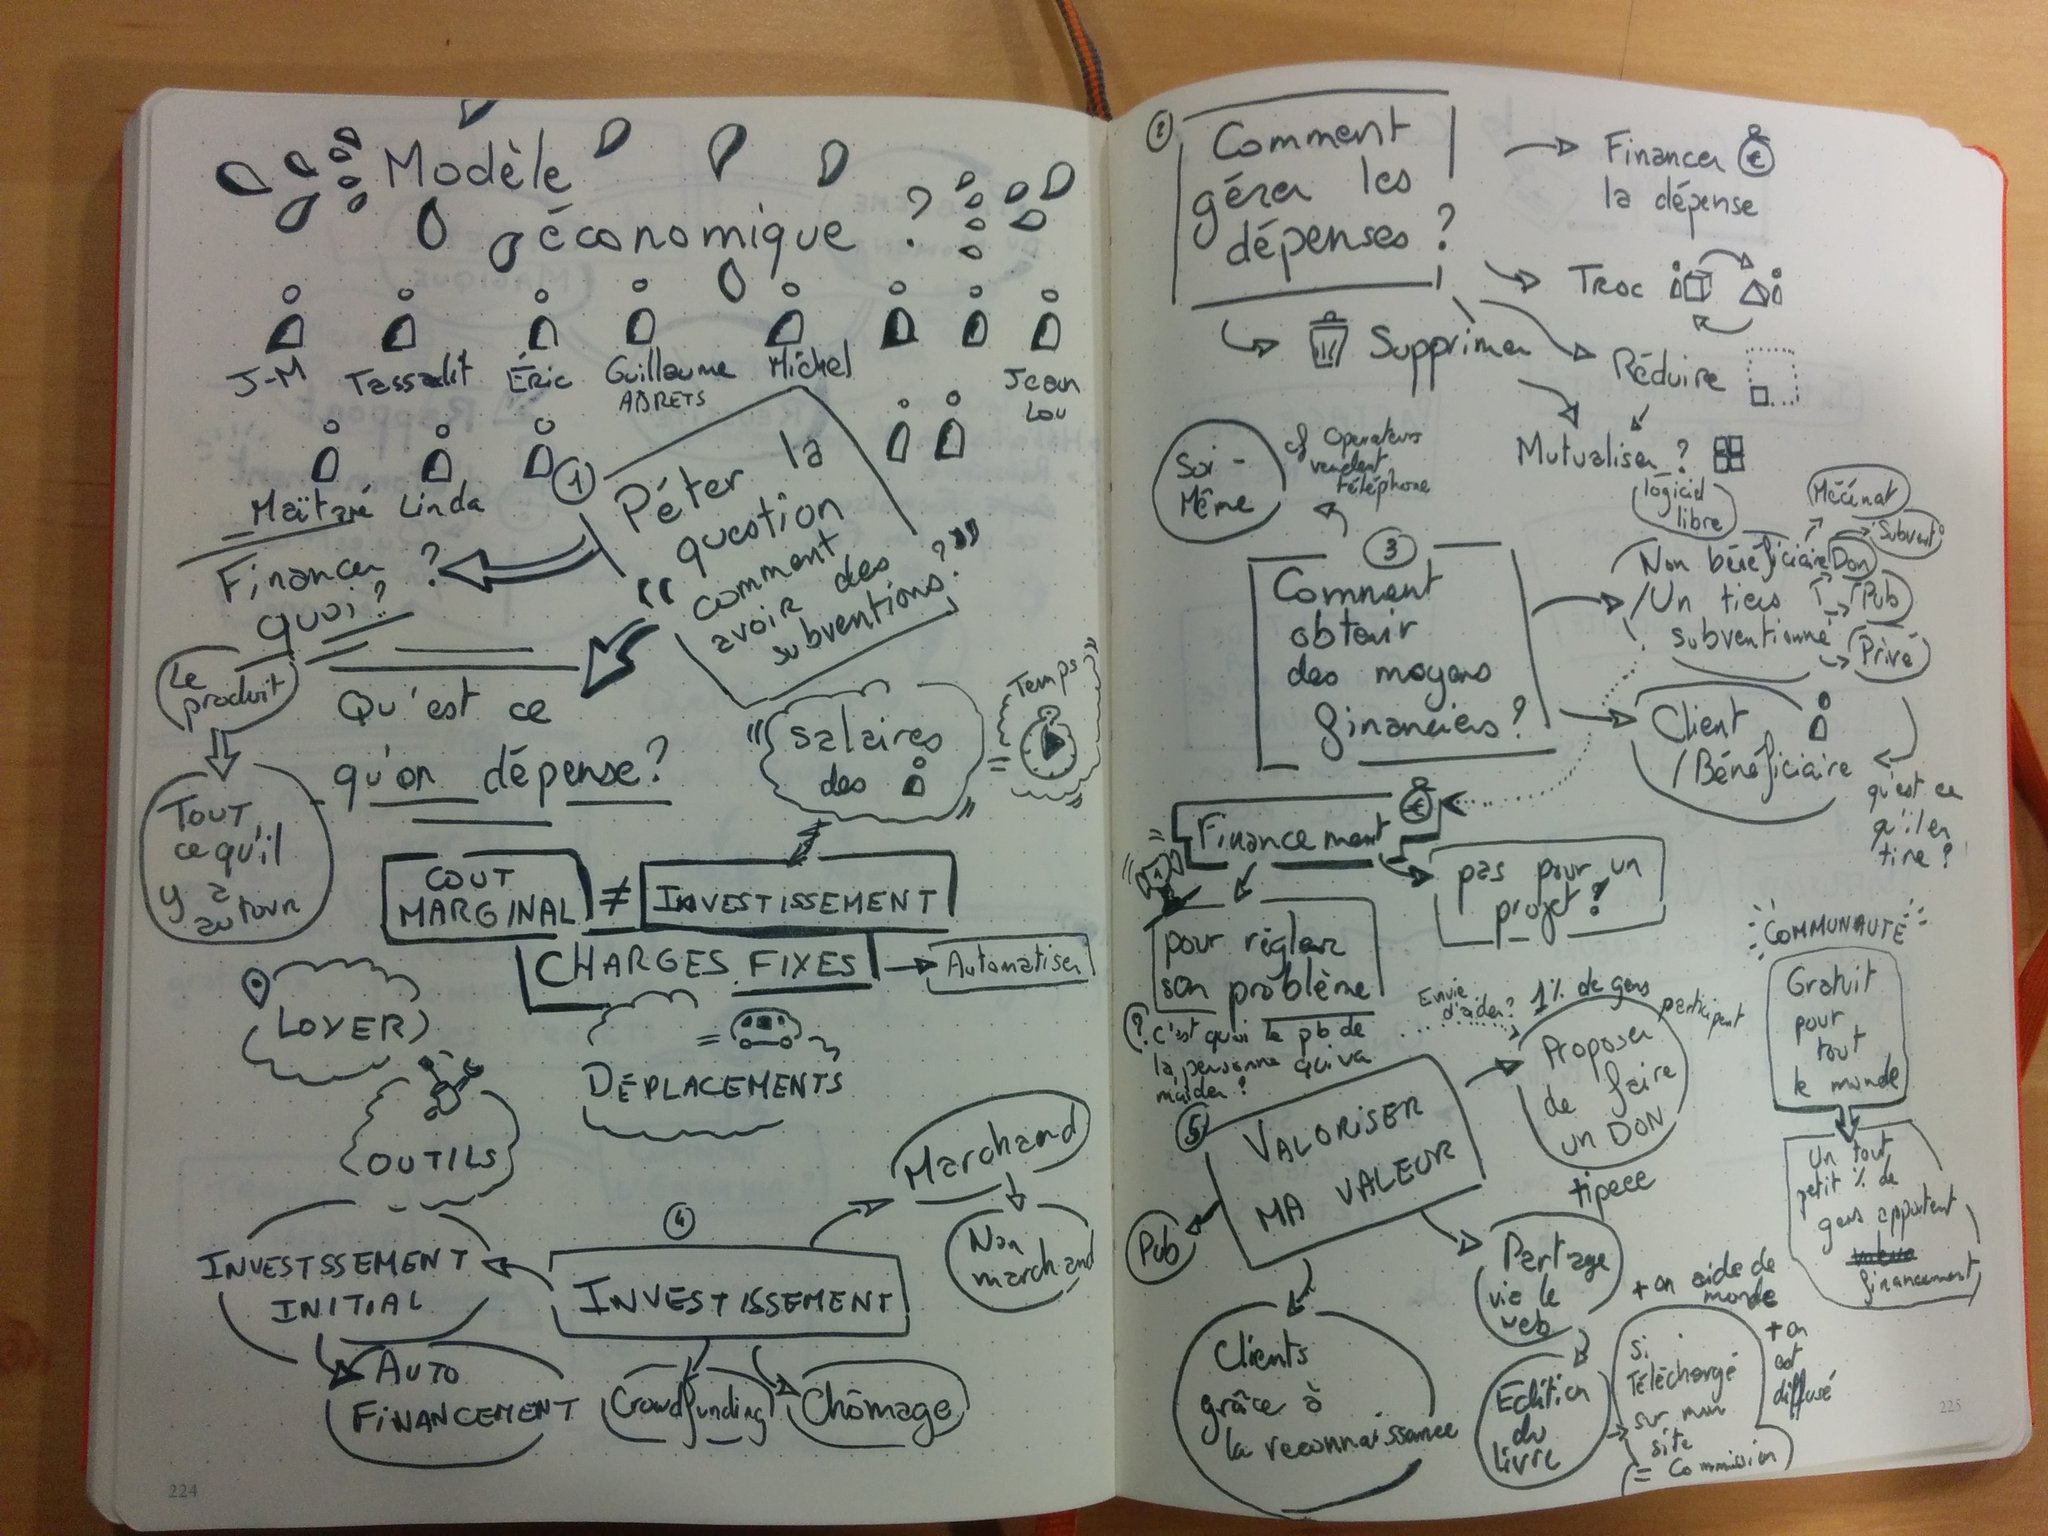 Modèle
économique ?
J-M
Tassadit
Éric
Guillaume
ADRETS
Michel
Jean
Lou
Maïtané
Linda
1
Péter la
question
"comment
avoir des
subventions ?"
Financer ?
quoi ?
Le
produit
Tout
ce qu'il
y a
autour
Qu'est ce
qu'on dépense ?
"salaires
des
"
=
Temps
COUT
MARGINAL
≠
INVESTISSEMENT
CHARGES FIXES
Automatiser
LOYER
=
DÉPLACEMENTS
OUTILS
4
INVESTISSEMENT
Marchand
Non
marchand
INVESTSSEMENT
INITIAL
AUTO
FINANCEMENT
Crowdfunding
Chômage
224
2
Comment
gérer les
dépenses ?
Financer €
la dépense
Troc
Supprimer
Réduire
Mutualiser ?
logiciel
libre
Soi-
Même
cf Operateurs
vendent
téléphone
3
Comment
obtenir
des moyens
financiers ?
Non bénéficiaire
/Un tiers
subventionné
Mécénat
Don
Subvent°
Pub
Privé
Client
/Bénéficiaire
qu'est ce
qu'il en
tire ?
Financement
€
pas pour un
projet !
pour régler
son problème
? c'est quoi le pb de
la personne qui va
m'aider ?
Envie
d'aider ?
1% de gens
participent
Proposer
de faire
un DON
tipeee
5
VALORISER
MA VALEUR
Pub
Clients
grâce à
la reconnaissance
Partage
via le
web
Edition
du
livre
si
téléchargé
sur mon
site
= Commission
+ on aide de
monde
+ on
est
diffusé
COMMUNAUTÉ
Gratuit
pour
tout
le monde
Un tout
petit % de
gens apportent
financement
225